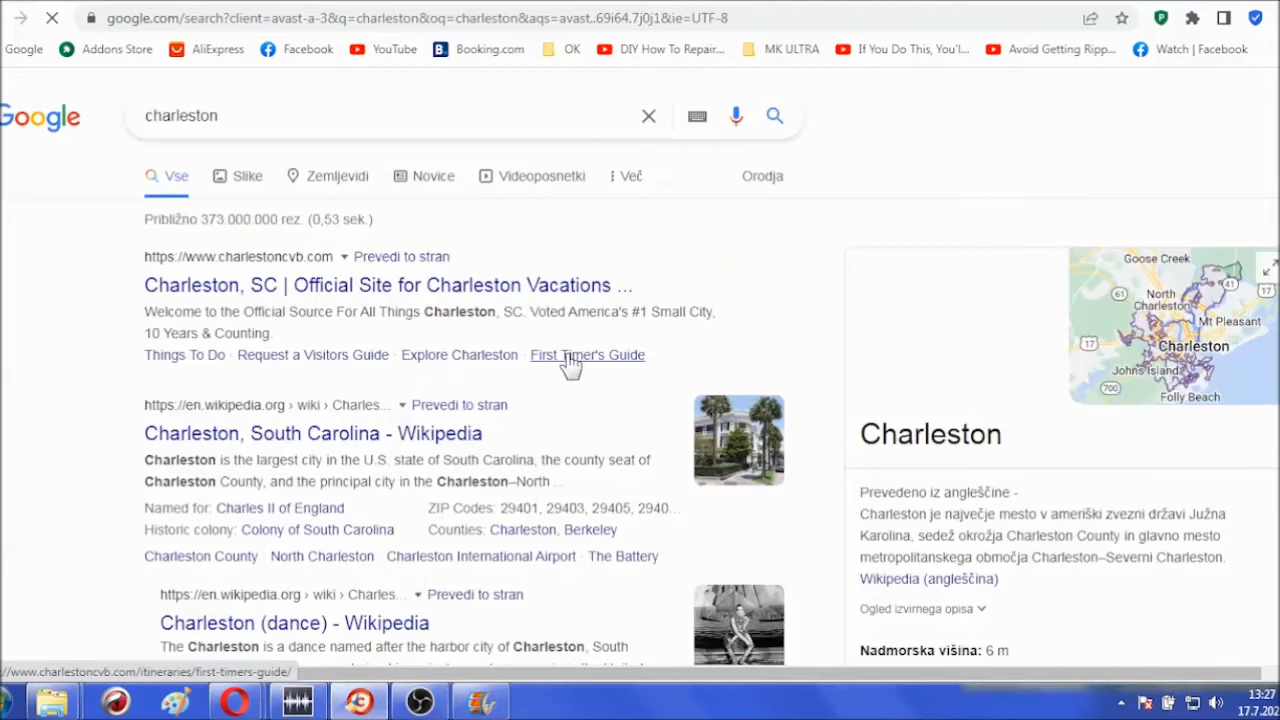 google.com/search?client=avast-a-3&q=charleston&oq=charleston&aqs=avast..69i64.7j0j1&ie=UTF-8
Google Addons Store AliExpress Facebook YouTube Booking.com OK DIY How To Repair... MK ULTRA If You Do This, You'l... Avoid Getting Ripp... Watch | Facebook
Google charleston
Vse Slike Zemljevidi Novice Videoposnetki Več Orodja
Približno 373.000.000 rez. (0,53 sek.)
https://www.charlestoncvb.com Prevedi to stran
Charleston, SC | Official Site for Charleston Vacations ...
Welcome to the Official Source For All Things Charleston, SC. Voted America's #1 Small City,
10 Years & Counting.
Things To Do · Request a Visitors Guide · Explore Charleston · First Timer's Guide
https://en.wikipedia.org › wiki › Charles... Prevedi to stran
Charleston, South Carolina - Wikipedia
Charleston is the largest city in the U.S. state of South Carolina, the county seat of
Charleston County, and the principal city in the Charleston–North ...
Named for: Charles II of England ZIP Codes: 29401, 29403, 29405, 2940...
Historic colony: Colony of South Carolina Counties: Charleston, Berkeley
Charleston County · North Charleston · Charleston International Airport · The Battery
https://en.wikipedia.org › wiki › Charles... Prevedi to stran
Charleston (dance) - Wikipedia
The Charleston is a dance named after the harbor city of Charleston, South
Goose Creek
61 41 17
North
Charleston
Mt Pleasant
17 Charleston
Johns Island
700 Folly Beach
Charleston
Prevedeno iz angleščine -
Charleston je največje mesto v ameriški zvezni državi Južna
Karolina, sedež okrožja Charleston County in glavno mesto
metropolitanskega območja Charleston–Severni Charleston.
Wikipedia (angleščina)
Ogled izvirnega opisa
Nadmorska višina: 6 m
//www.charlestoncvb.com/itineraries/first-timers-guide/
13:27
17.7.202